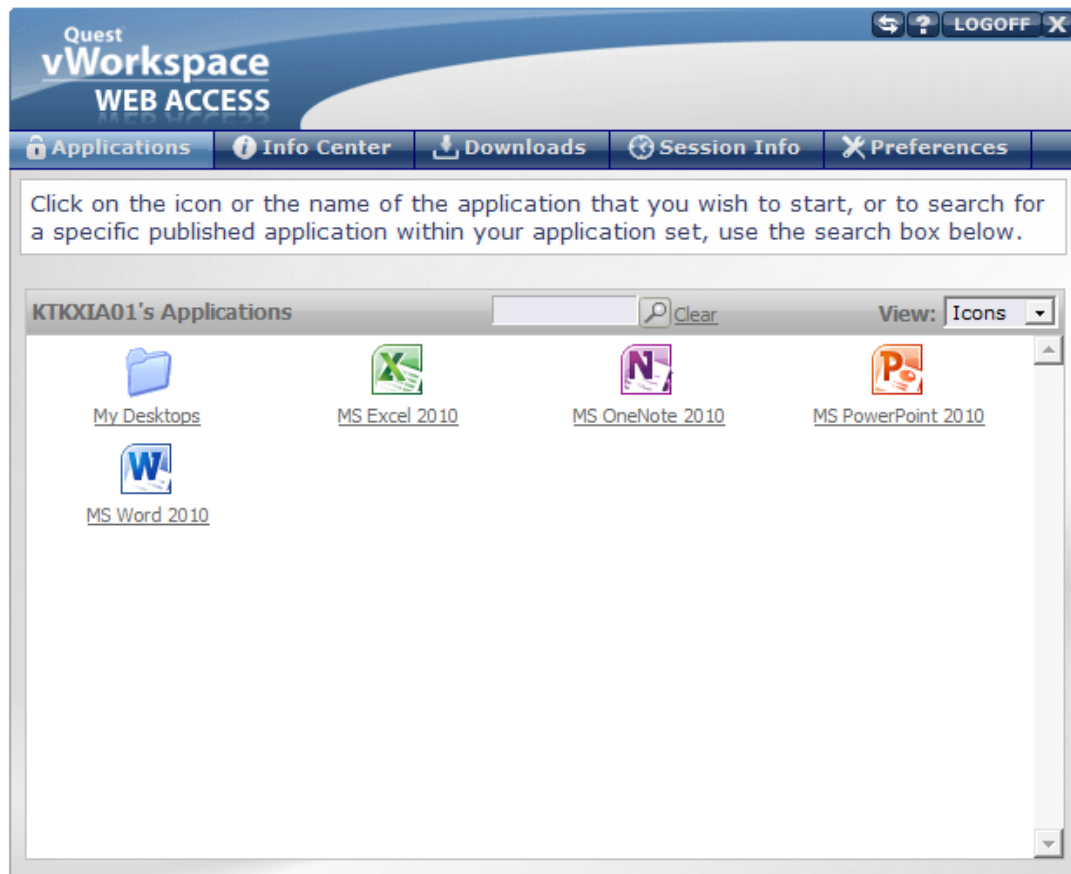 Quest
vWorkspace
WEB ACCESS
? LOGOFF X
Applications Info Center Downloads Session Info Preferences
Click on the icon or the name of the application that you wish to start, or to search for
a specific published application within your application set, use the search box below.
KTKXIA01's Applications Clear View: Icons
My Desktops MS Excel 2010 MS OneNote 2010 MS PowerPoint 2010
MS Word 2010